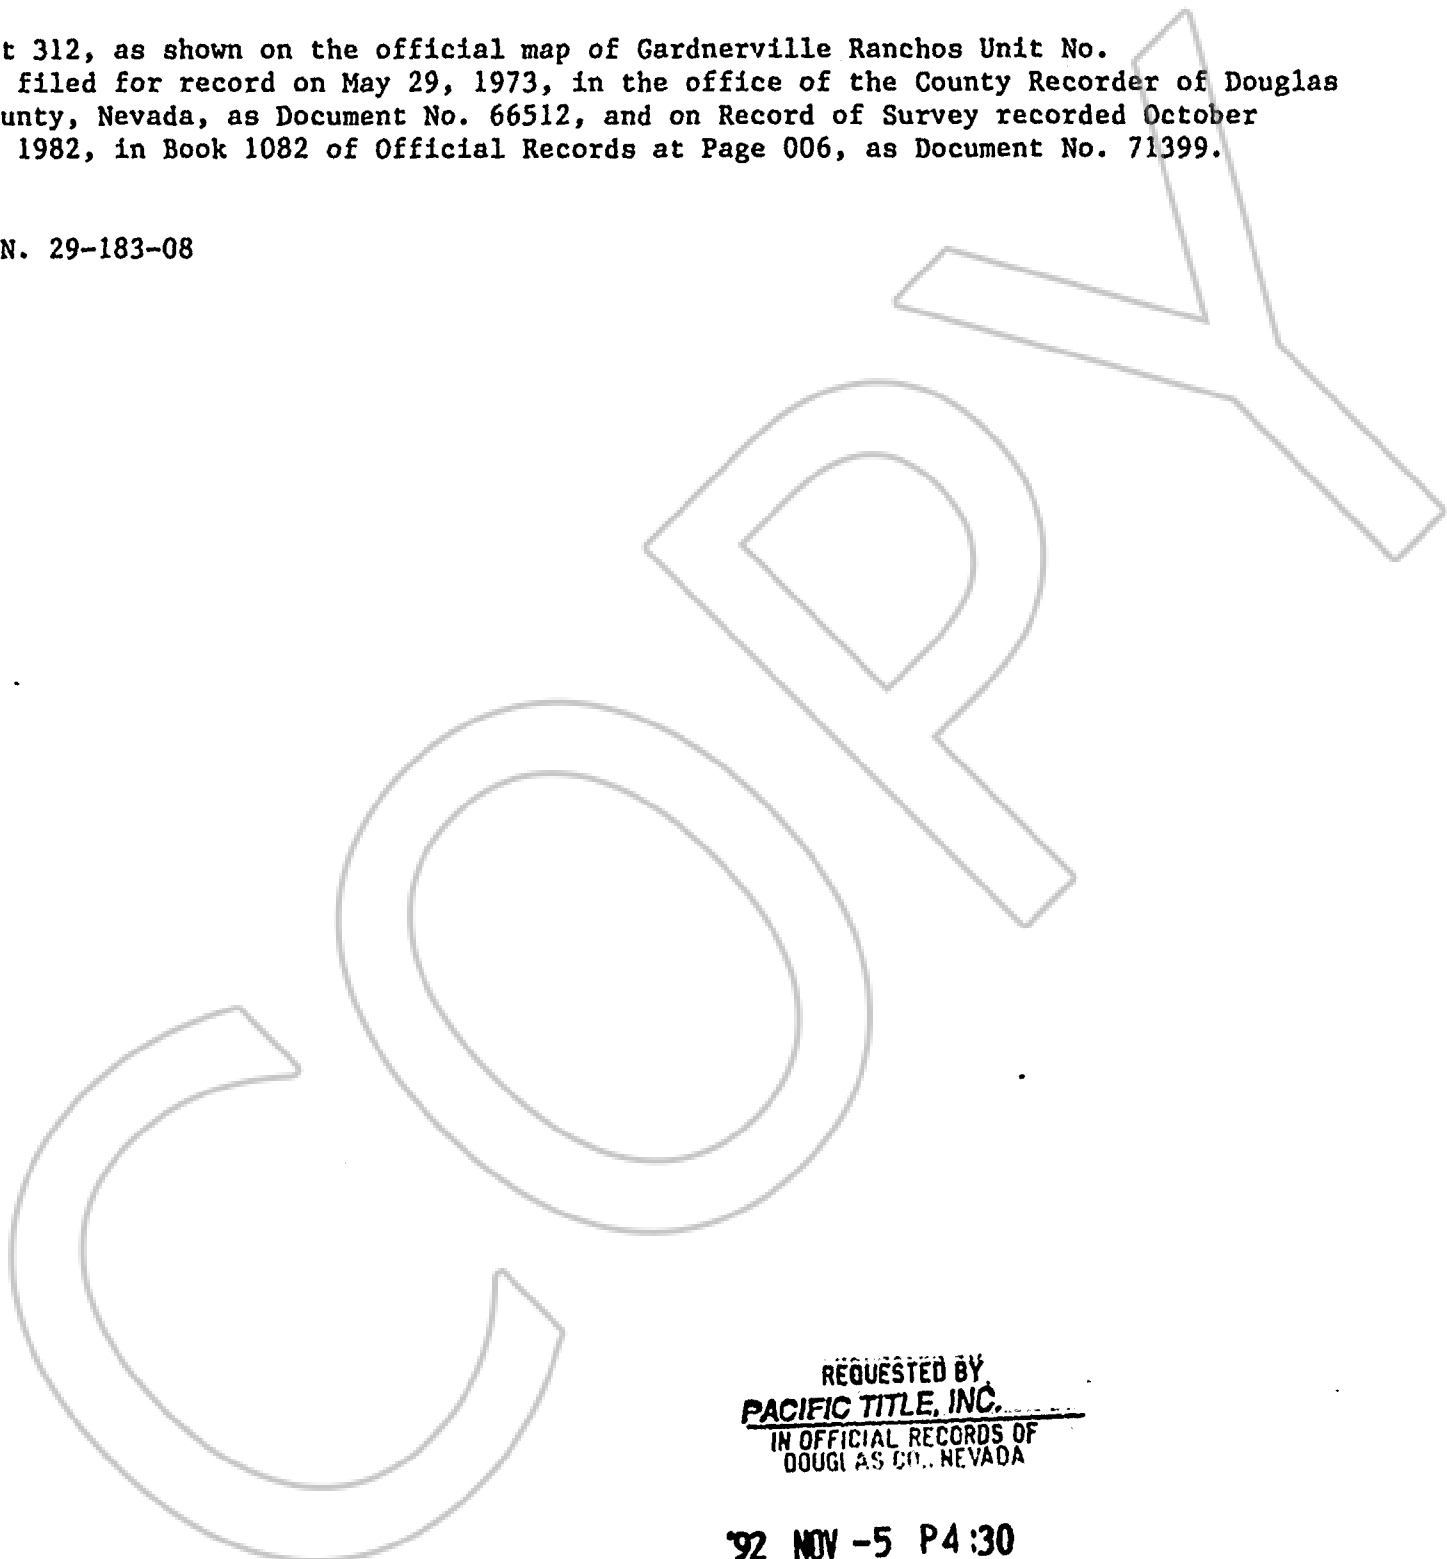 t 312, as shown on the official map of Gardnerville Ranchos Unit No.
filed for record on May 29, 1973, in the office of the County Recorder of Douglas
unty, Nevada, as Document No. 66512, and on Record of Survey recorded October
1982, in Book 1082 of Official Records at Page 006, as Document No. 71399.
N. 29-183-08
COPY
REQUESTED BY
PACIFIC TITLE, INC.
IN OFFICIAL RECORDS OF
DOUGLAS CO., NEVADA
'92 NOV -5 P4:30